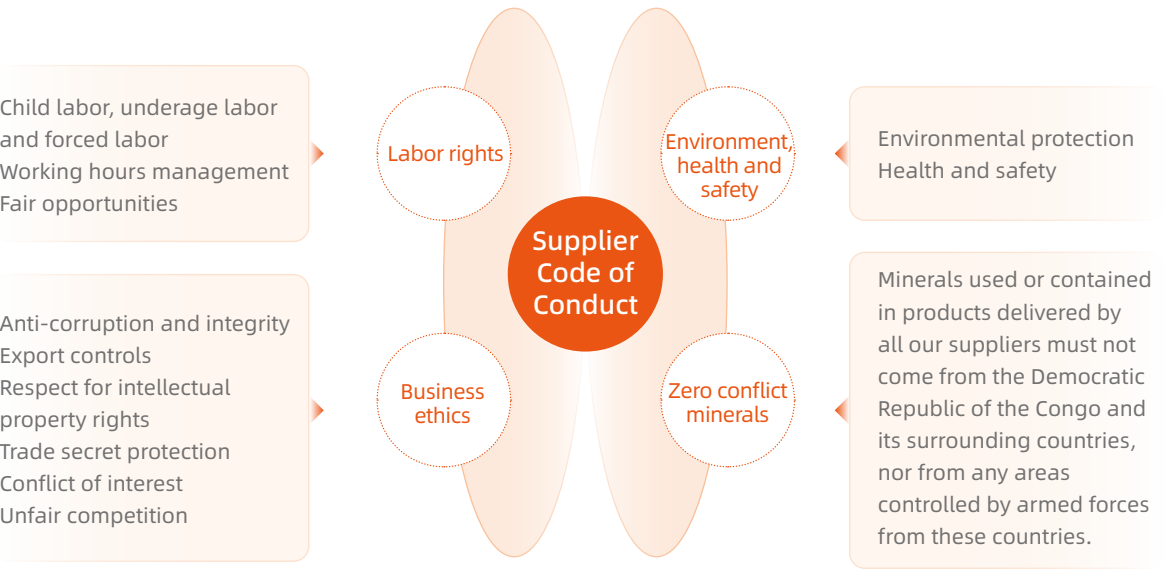 Child labor, underage labor
and forced labor
Working hours management
Fair opportunities
Labor rights
Environment,
health and
safety
Environmental protection
Health and safety
Supplier
Code of
Conduct
Anti-corruption and integrity
Export controls
Respect for intellectual
property rights
Trade secret protection
Conflict of interest
Unfair competition
Business
ethics
Zero conflict
minerals
Minerals used or contained
in products delivered by
all our suppliers must not
come from the Democratic
Republic of the Congo and
its surrounding countries,
nor from any areas
controlled by armed forces
from these countries.